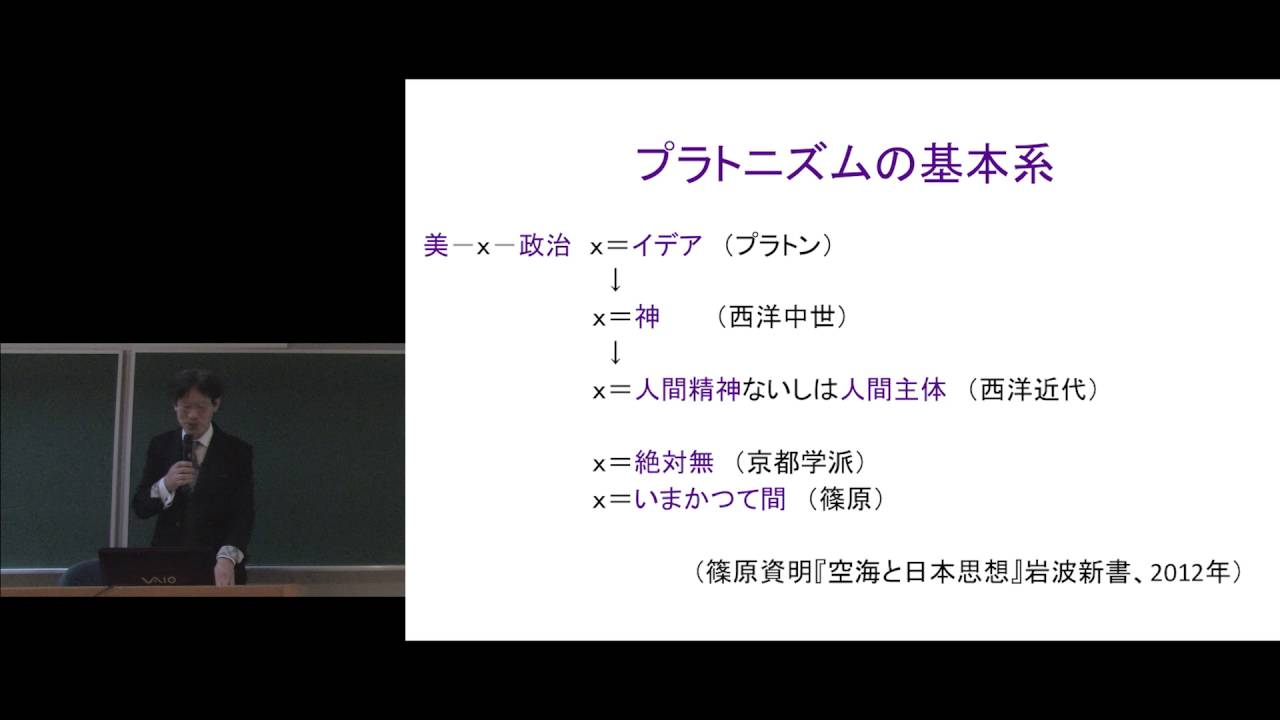 プラトニズムの基本系
美－x－政治 x＝イデア （プラトン）
↓
x＝神 （西洋中世）
↓
x＝人間精神ないしは人間主体 （西洋近代）
x＝絶対無 （京都学派）
x＝いまかつて間 （篠原）
（篠原資明『空海と日本思想』岩波新書、2012年）
VAIO